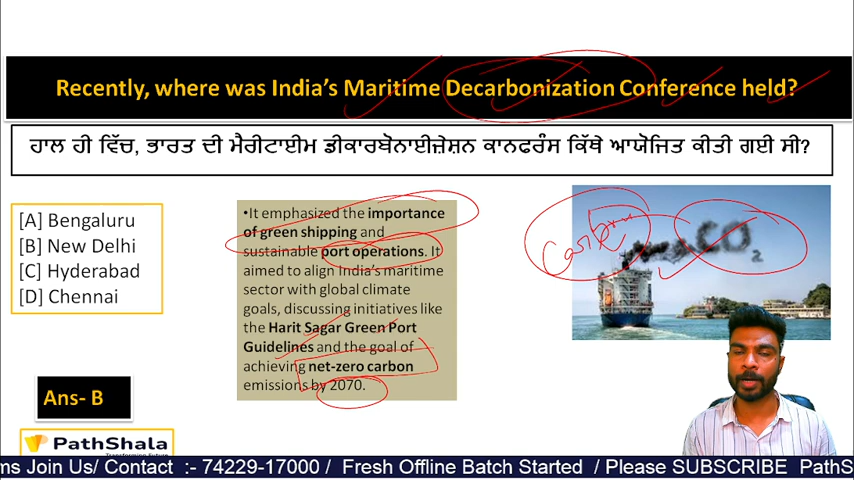 Recently, where was India's Maritime Decarbonization Conference held?
ਹਾਲ ਹੀ ਵਿੱਚ, ਭਾਰਤ ਦੀ ਮੈਰੀਟਾਈਮ ਡੀਕਾਰਬੋਨਾਈਜ਼ੇਸ਼ਨ ਕਾਨਫਰੰਸ ਕਿੱਥੇ ਆਯੋਜਿਤ ਕੀਤੀ ਗਈ ਸੀ?
[A] Bengaluru
[B] New Delhi
[C] Hyderabad
[D] Chennai
•It emphasized the importance
of green shipping and
sustainable port operations. It
aimed to align India's maritime
sector with global climate
goals, discussing initiatives like
the Harit Sagar Green Port
Guidelines and the goal of
achieving net-zero carbon
emissions by 2070.
CO2
Ans- B
PathShala
Transforming Future
ms Join Us/ Contact :- 74229-17000 / Fresh Offline Batch Started / Please SUBSCRIBE PathS